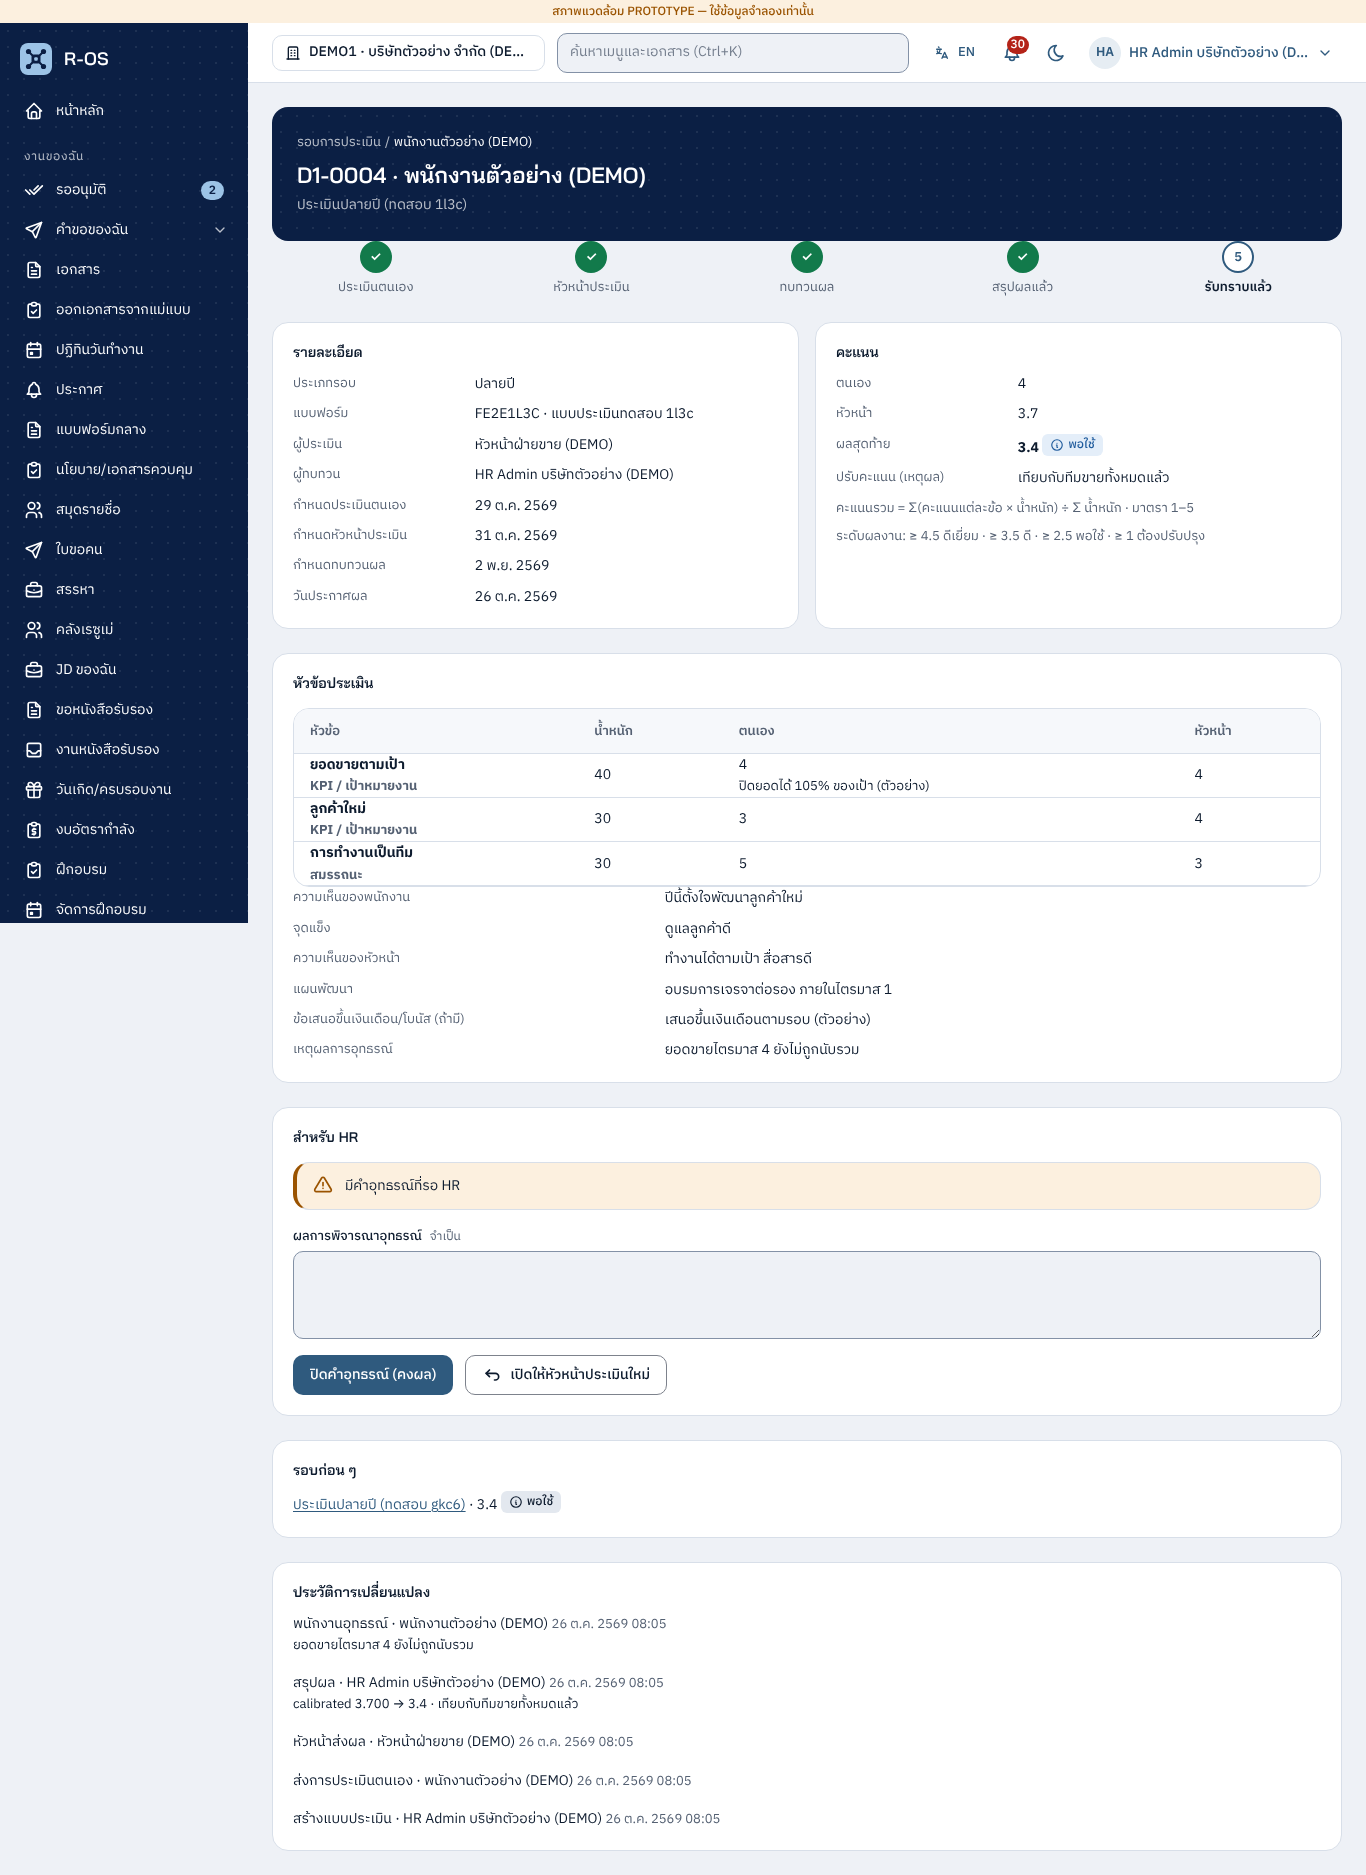 สภาพแวดล้อม PROTOTYPE — ใช้ข้อมูลจำลองเท่านั้น
R-OS
DEMO1 · บริษัทตัวอย่าง จำกัด (DE...
ค้นหาเมนูและเอกสาร (Ctrl+K)
EN
30
HA
HR Admin บริษัทตัวอย่าง (D...
หน้าหลัก
งานของฉัน
รออนุมัติ 2
คำขอของฉัน
เอกสาร
ออกเอกสารจากแม่แบบ
ปฏิทินวันทำงาน
ประกาศ
แบบฟอร์มกลาง
นโยบาย/เอกสารควบคุม
สมุดรายชื่อ
ใบขอคน
สรรหา
คลังเรซูเม่
JD ของฉัน
ขอหนังสือรับรอง
งานหนังสือรับรอง
วันเกิด/ครบรอบงาน
งบอัตรากำลัง
ฝึกอบรม
จัดการฝึกอบรม
รอบการประเมิน / พนักงานตัวอย่าง (DEMO)
D1-0004 · พนักงานตัวอย่าง (DEMO)
ประเมินปลายปี (ทดสอบ 1l3c)
5
ประเมินตนเอง หัวหน้าประเมิน ทบทวนผล สรุปผลแล้ว รับทราบแล้ว
รายละเอียด
ประเภทรอบ ปลายปี
แบบฟอร์ม FE2E1L3C · แบบประเมินทดสอบ 1l3c
ผู้ประเมิน หัวหน้าฝ่ายขาย (DEMO)
ผู้ทบทวน HR Admin บริษัทตัวอย่าง (DEMO)
กำหนดประเมินตนเอง 29 ต.ค. 2569
กำหนดหัวหน้าประเมิน 31 ต.ค. 2569
กำหนดทบทวนผล 2 พ.ย. 2569
วันประกาศผล 26 ต.ค. 2569
คะแนน
ตนเอง 4
หัวหน้า 3.7
ผลสุดท้าย 3.4 พอใช้
ปรับคะแนน (เหตุผล) เทียบกับทีมขายทั้งหมดแล้ว
คะแนนรวม = Σ(คะแนนแต่ละข้อ × น้ำหนัก) ÷ Σ น้ำหนัก · มาตรา 1–5
ระดับผลงาน: ≥ 4.5 ดีเยี่ยม · ≥ 3.5 ดี · ≥ 2.5 พอใช้ · ≥ 1 ต้องปรับปรุง
หัวข้อประเมิน
หัวข้อ น้ำหนัก ตนเอง หัวหน้า
ยอดขายตามเป้า 40 4 4
KPI / เป้าหมายงาน ปิดยอดได้ 105% ของเป้า (ตัวอย่าง)
ลูกค้าใหม่ 30 3 4
KPI / เป้าหมายงาน
การทำงานเป็นทีม 30 5 3
สมรรถนะ
ความเห็นของพนักงาน ปีนี้ตั้งใจพัฒนาลูกค้าใหม่
จุดแข็ง ดูแลลูกค้าดี
ความเห็นของหัวหน้า ทำงานได้ตามเป้า สื่อสารดี
แผนพัฒนา อบรมการเจรจาต่อรอง ภายในไตรมาส 1
ข้อเสนอขึ้นเงินเดือน/โบนัส (ถ้ามี) เสนอขึ้นเงินเดือนตามรอบ (ตัวอย่าง)
เหตุผลการอุทธรณ์ ยอดขายไตรมาส 4 ยังไม่ถูกนับรวม
สำหรับ HR
มีคำอุทธรณ์ที่รอ HR
ผลการพิจารณาอุทธรณ์ จำเป็น
ปิดคำอุทธรณ์ (คงผล)
เปิดให้หัวหน้าประเมินใหม่
รอบก่อน ๆ
ประเมินปลายปี (ทดสอบ gkc6) · 3.4 พอใช้
ประวัติการเปลี่ยนแปลง
พนักงานอุทธรณ์ · พนักงานตัวอย่าง (DEMO) 26 ต.ค. 2569 08:05
ยอดขายไตรมาส 4 ยังไม่ถูกนับรวม
สรุปผล · HR Admin บริษัทตัวอย่าง (DEMO) 26 ต.ค. 2569 08:05
calibrated 3.700 → 3.4 · เทียบกับทีมขายทั้งหมดแล้ว
หัวหน้าส่งผล · หัวหน้าฝ่ายขาย (DEMO) 26 ต.ค. 2569 08:05
ส่งการประเมินตนเอง · พนักงานตัวอย่าง (DEMO) 26 ต.ค. 2569 08:05
สร้างแบบประเมิน · HR Admin บริษัทตัวอย่าง (DEMO) 26 ต.ค. 2569 08:05